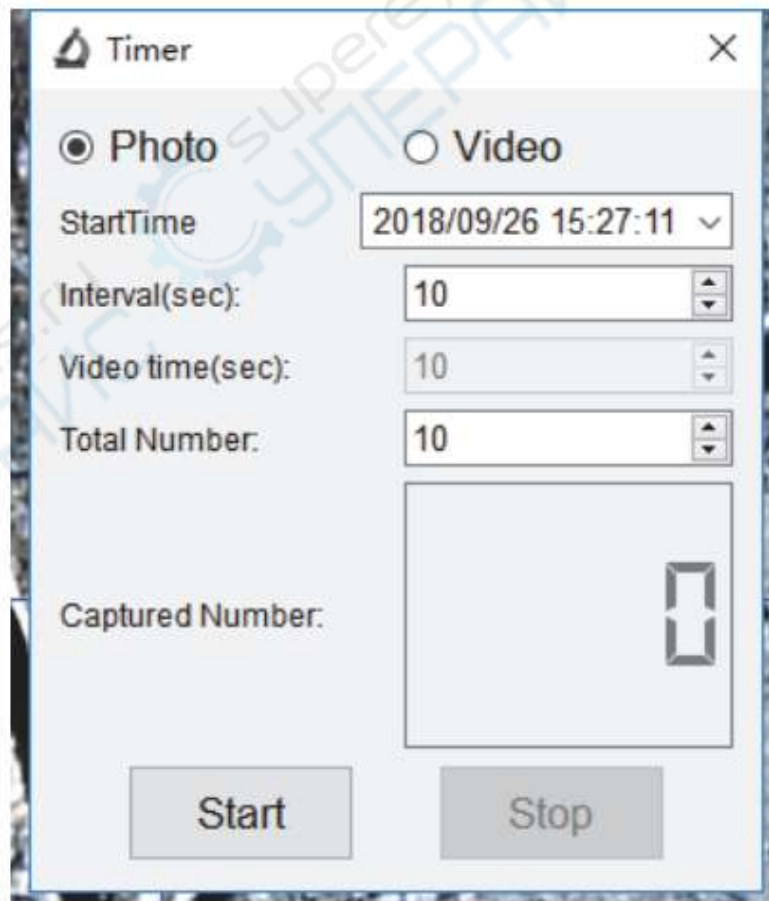 Timer
Photo Video
StartTime 2018/09/26 15:27:11
Interval(sec): 10
Video time(sec): 10
Total Number: 10
Captured Number: 0
Start Stop